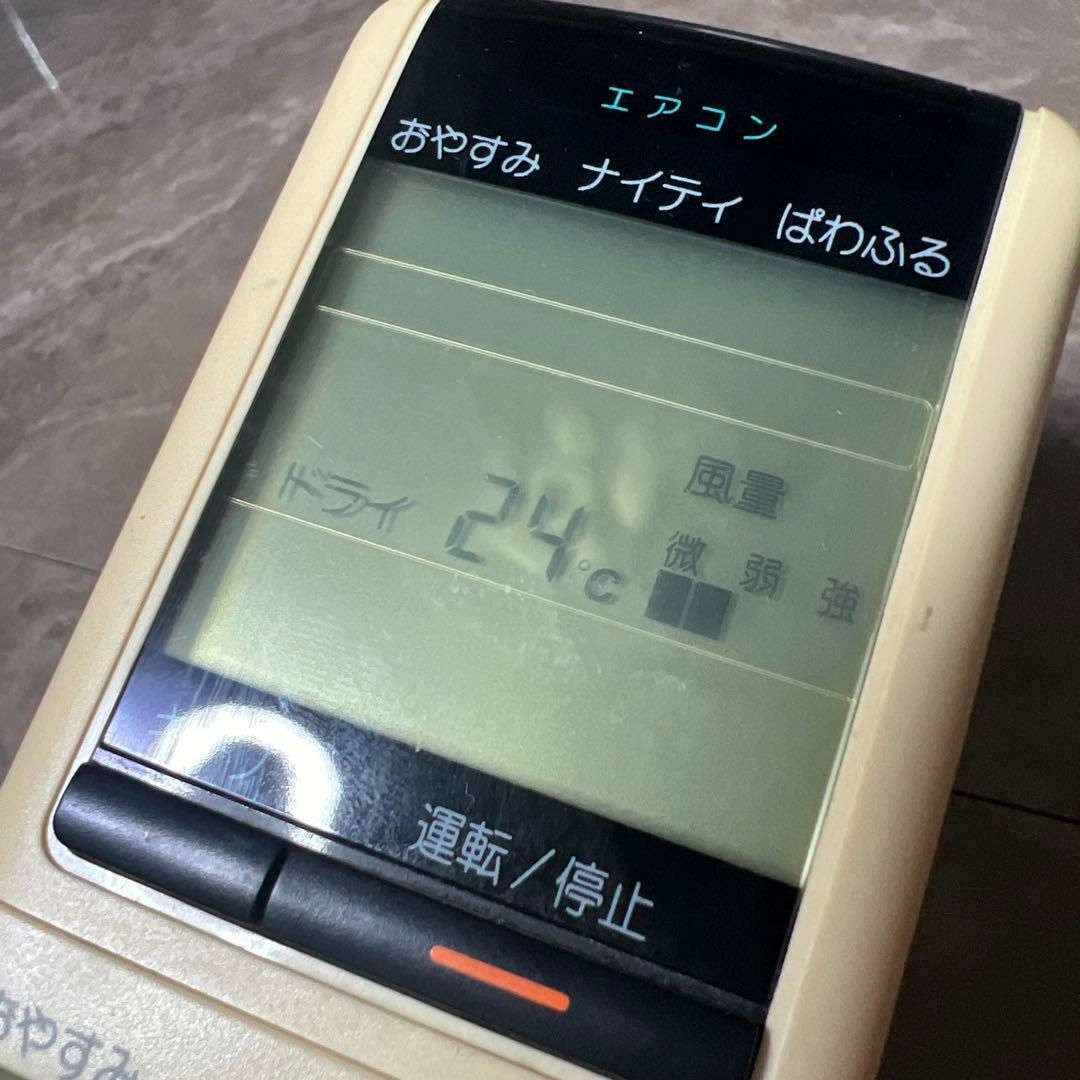 エアコン
おやすみ ナイティ ぱわふる
風量
ドライ 24℃ 微 弱 強
運転/停止
おやすみ